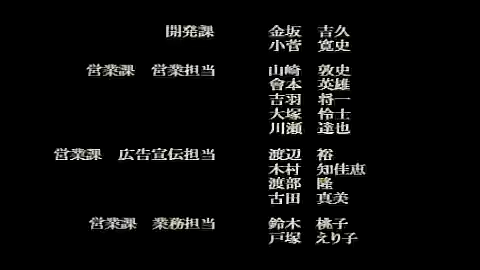 開発課 金坂 吉久
小菅 寛史
営業課 営業担当 山崎 敦史
會本 英雄
吉羽 将一
大塚 怜士
川瀬 達也
営業課 広告宣伝担当 渡辺 裕
木村 知佳恵
渡部 隆
古田 真美
営業課 業務担当 鈴木 桃子
戸塚 えり子